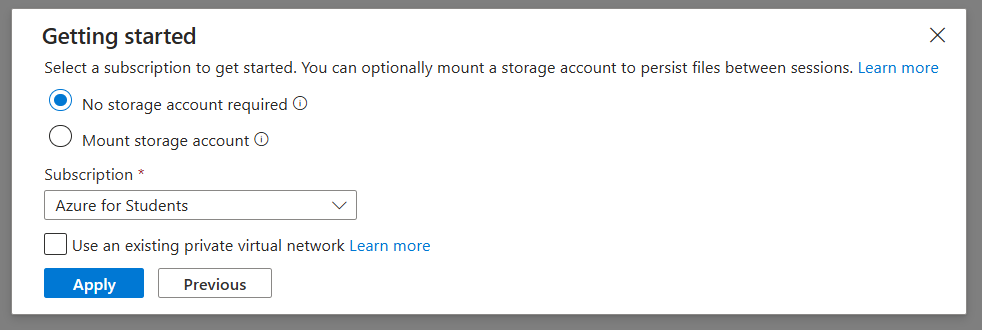 Getting started
Select a subscription to get started. You can optionally mount a storage account to persist files between sessions. Learn more
No storage account required
Mount storage account
Subscription *
Azure for Students
Use an existing private virtual network Learn more
Apply Previous